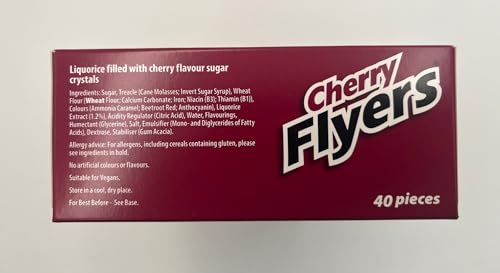 Liquorice filled with cherry flavour sugar
crystals
Ingredients: Sugar, Treacle (Cane Molasses; Invert Sugar Syrup), Wheat
Flour (Wheat Flour; Calcium Carbonate; Iron; Niacin (B3); Thiamin (B1)),
Colours (Ammonia Caramel; Beetroot Red; Anthocyanin), Liquorice
Extract (1.2%), Acidity Regulator (Citric Acid), Water, Flavourings,
Humectant (Glycerine), Salt, Emulsifier (Mono- and Diglycerides of Fatty
Acids), Dextrose, Stabiliser (Gum Acacia).
Allergy advice: For allergens, including cereals containing gluten, please
see ingredients in bold.
No artificial colours or flavours.
Suitable for Vegans.
Store in a cool, dry place.
For Best Before - See Base.
Cherry
Flyers
40 pieces